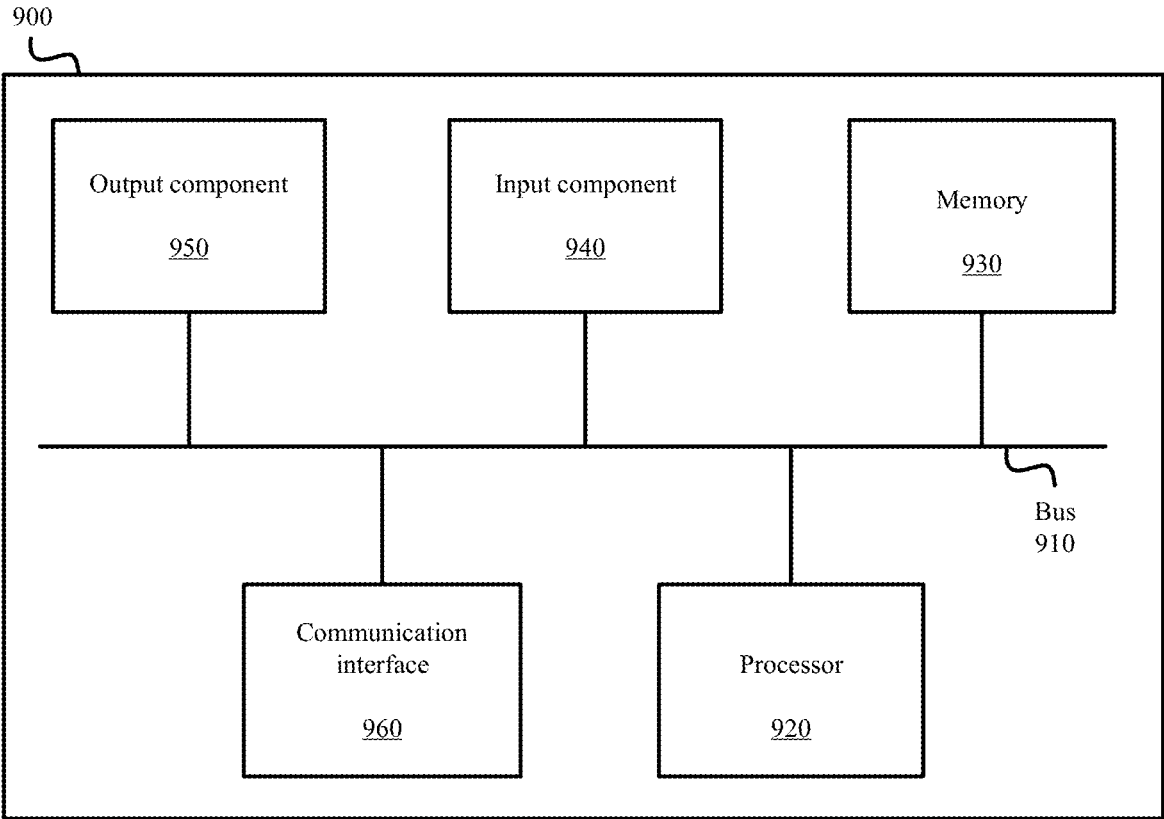 900
Output component
950
Input component
940
Memory
930
Bus
910
Communication
interface
960
Processor
920